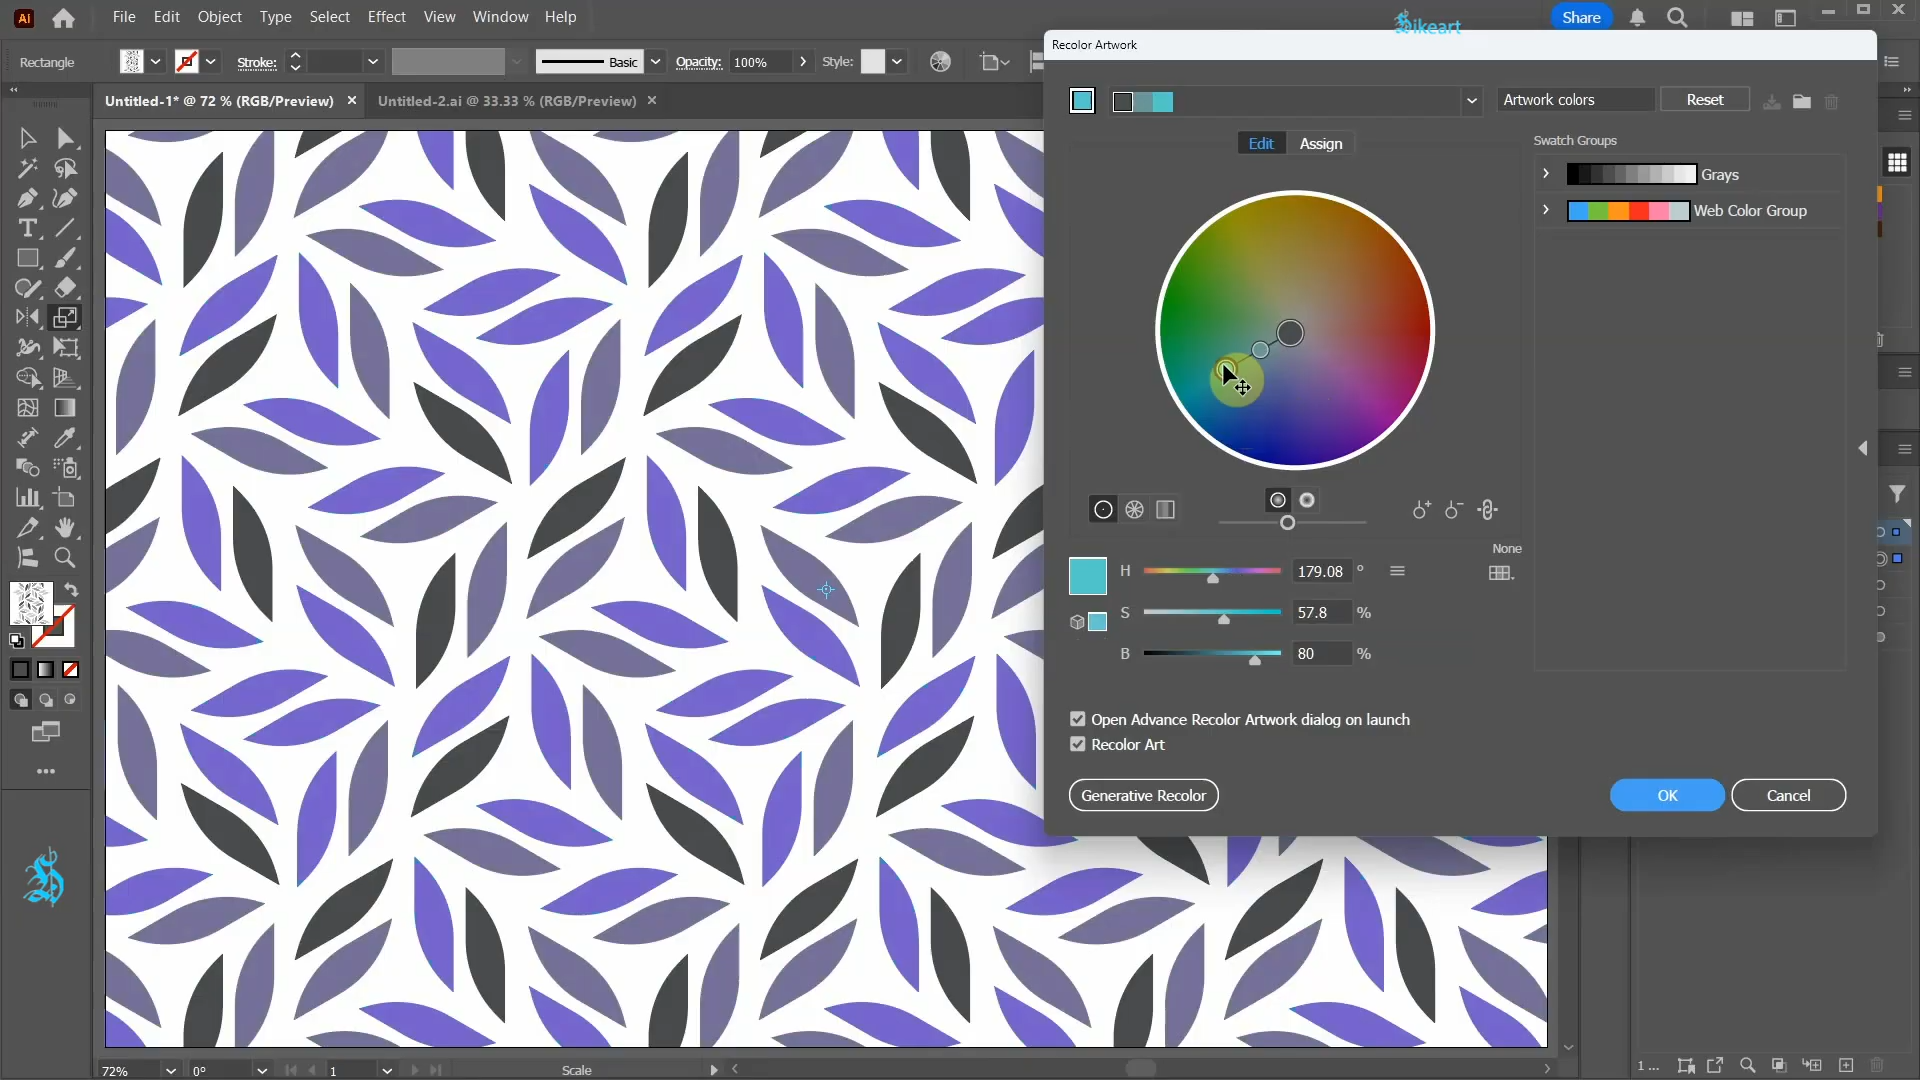 Ai
File Edit Object Type Select Effect View Window Help
Share
ikeart
Rectangle
Stroke:
Basic
Opacity:
100%
Style:
Untitled-1* @ 72 % (RGB/Preview)
Untitled-2.ai @ 33.33 % (RGB/Preview)
Recolor Artwork
Artwork colors
Reset
Edit
Assign
Swatch Groups
Grays
Web Color Group
None
H
179.08
°
S
57.8
%
B
80
%
Open Advance Recolor Artwork dialog on launch
Recolor Art
Generative Recolor
OK
Cancel
72%
0°
1
Scale
1 ...